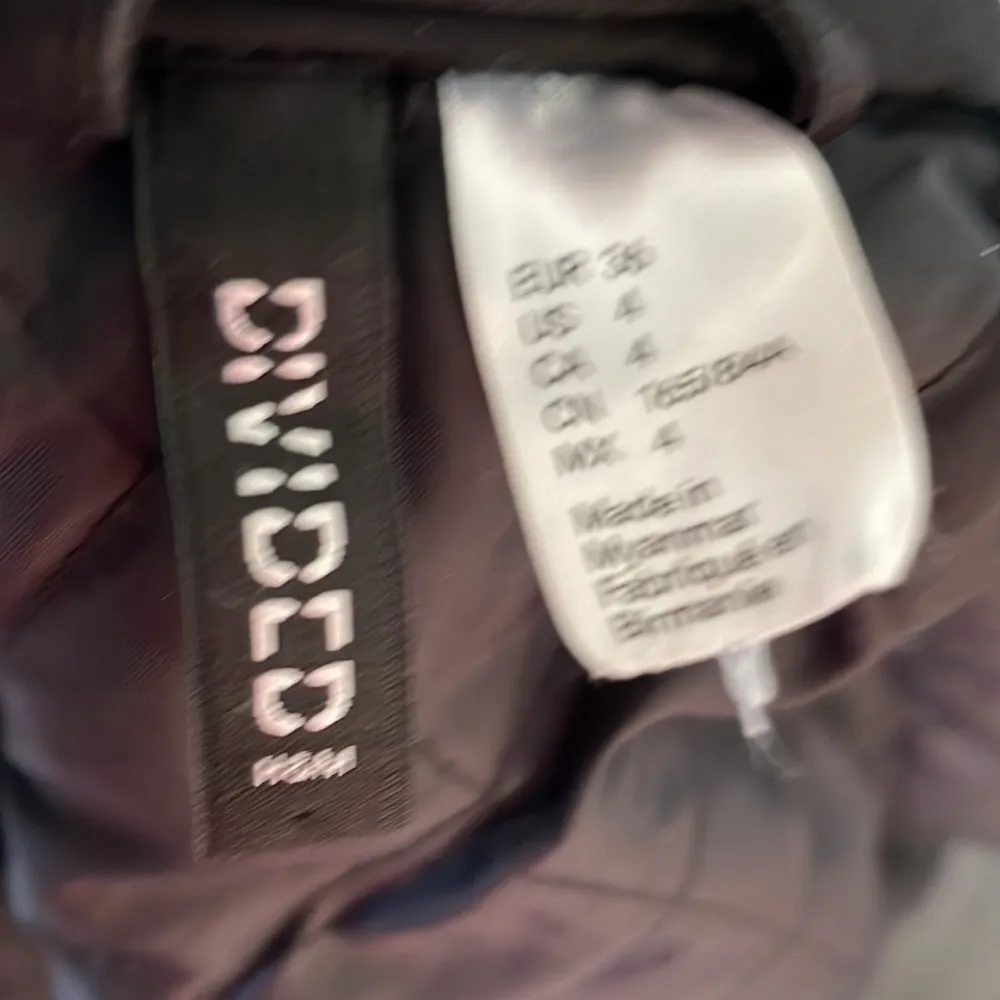 DIVIDED
H&M
EUR 36
US 4
CA 4
CN 165/84A
MX 4
Made in
Myanmar
Fabriqué en
Birmanie